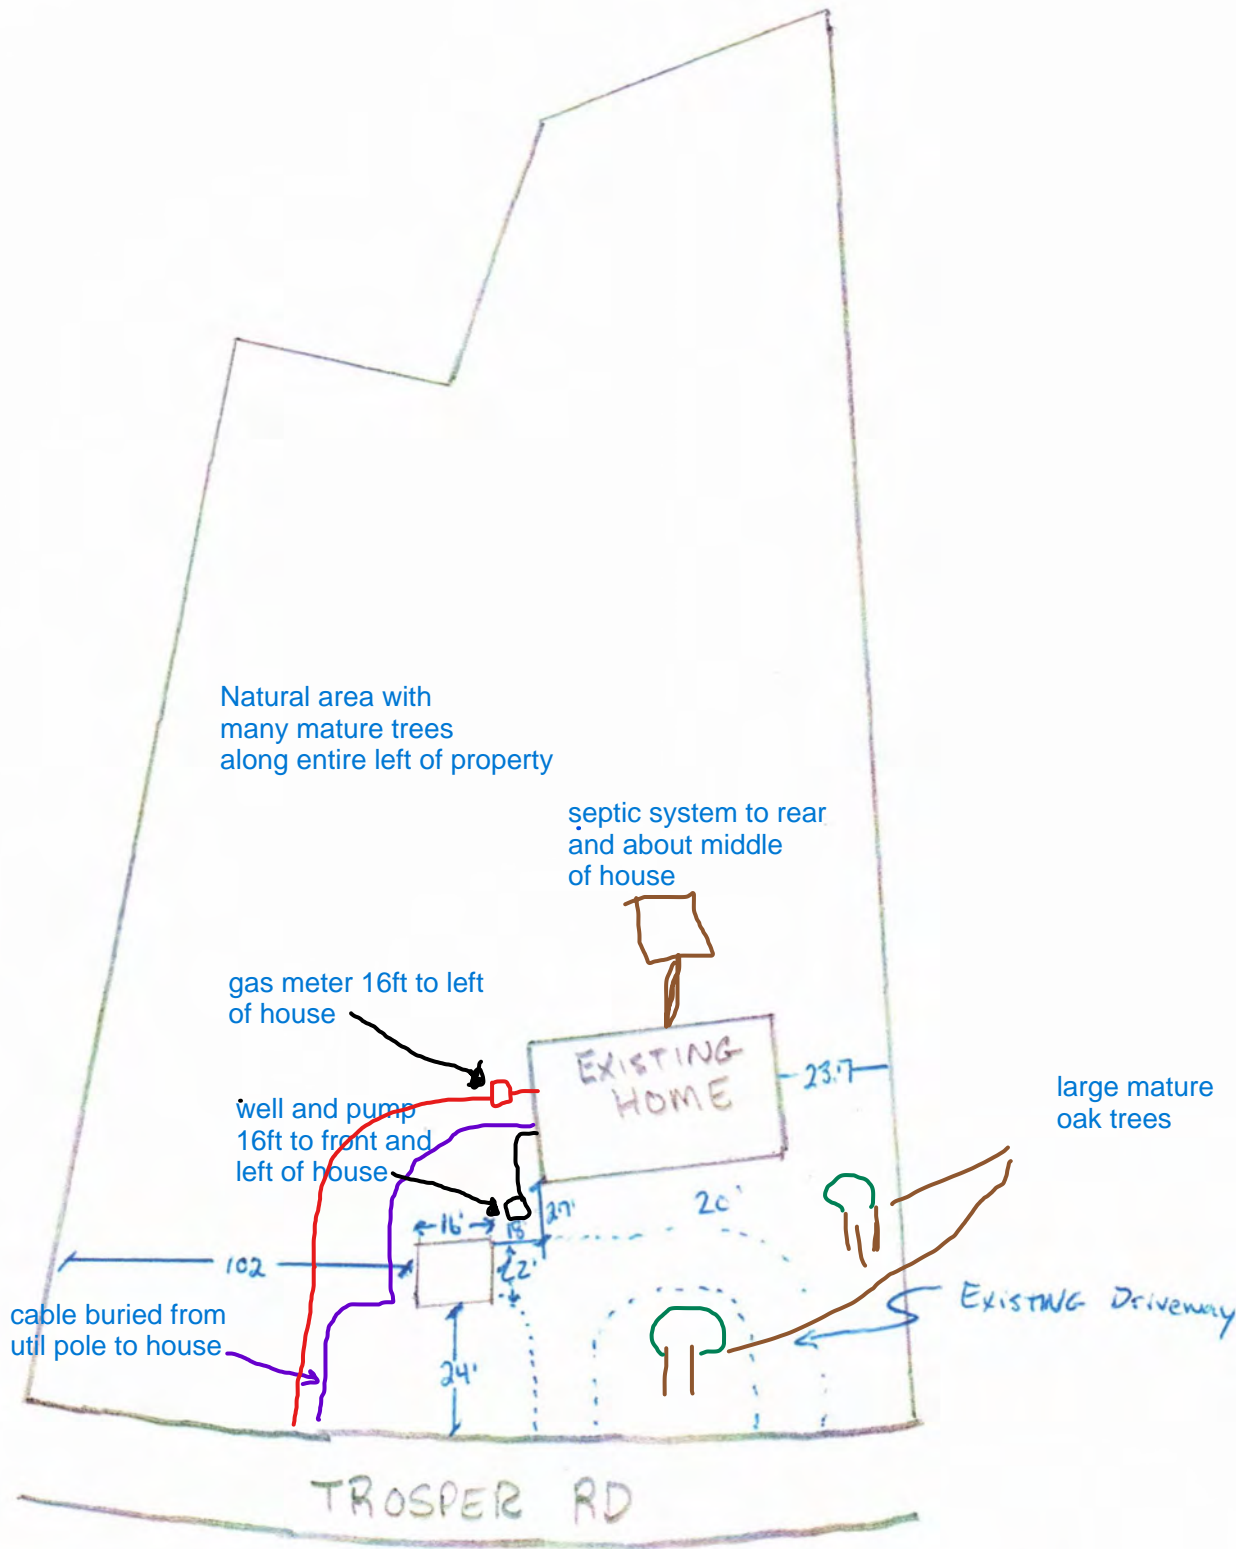 Natural area with
many mature trees
along entire left of property
septic system to rear
and about middle
of house
gas meter 16ft to left
of house
EXISTING
HOME
23.7
large mature
oak trees
well and pump
16ft to front and
left of house
27'
20'
16'
18'
102
22'
EXISTING Driveway
cable buried from
util pole to house
24'
TROSPER RD